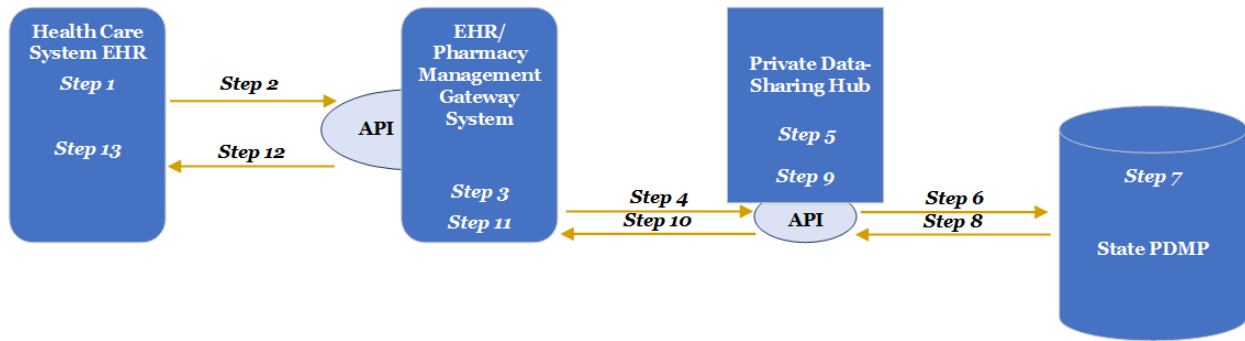 Health Care
System EHR
Step 1
Step 13
Step 2
Step 12
API
EHR/
Pharmacy
Management
Gateway
System
Step 3
Step 11
Step 4
Step 10
Private Data-
Sharing Hub
Step 5
Step 9
API
Step 6
Step 8
Step 7
State PDMP